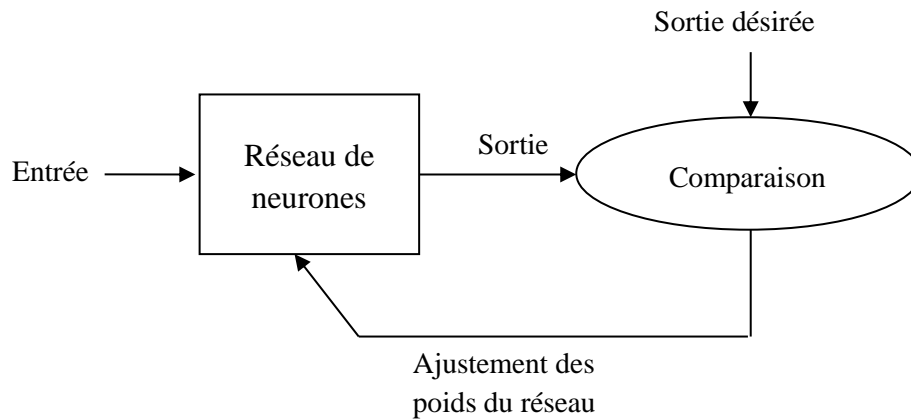 Sortie désirée
Entrée
Réseau de
neurones
Sortie
Comparaison
Ajustement des
poids du réseau